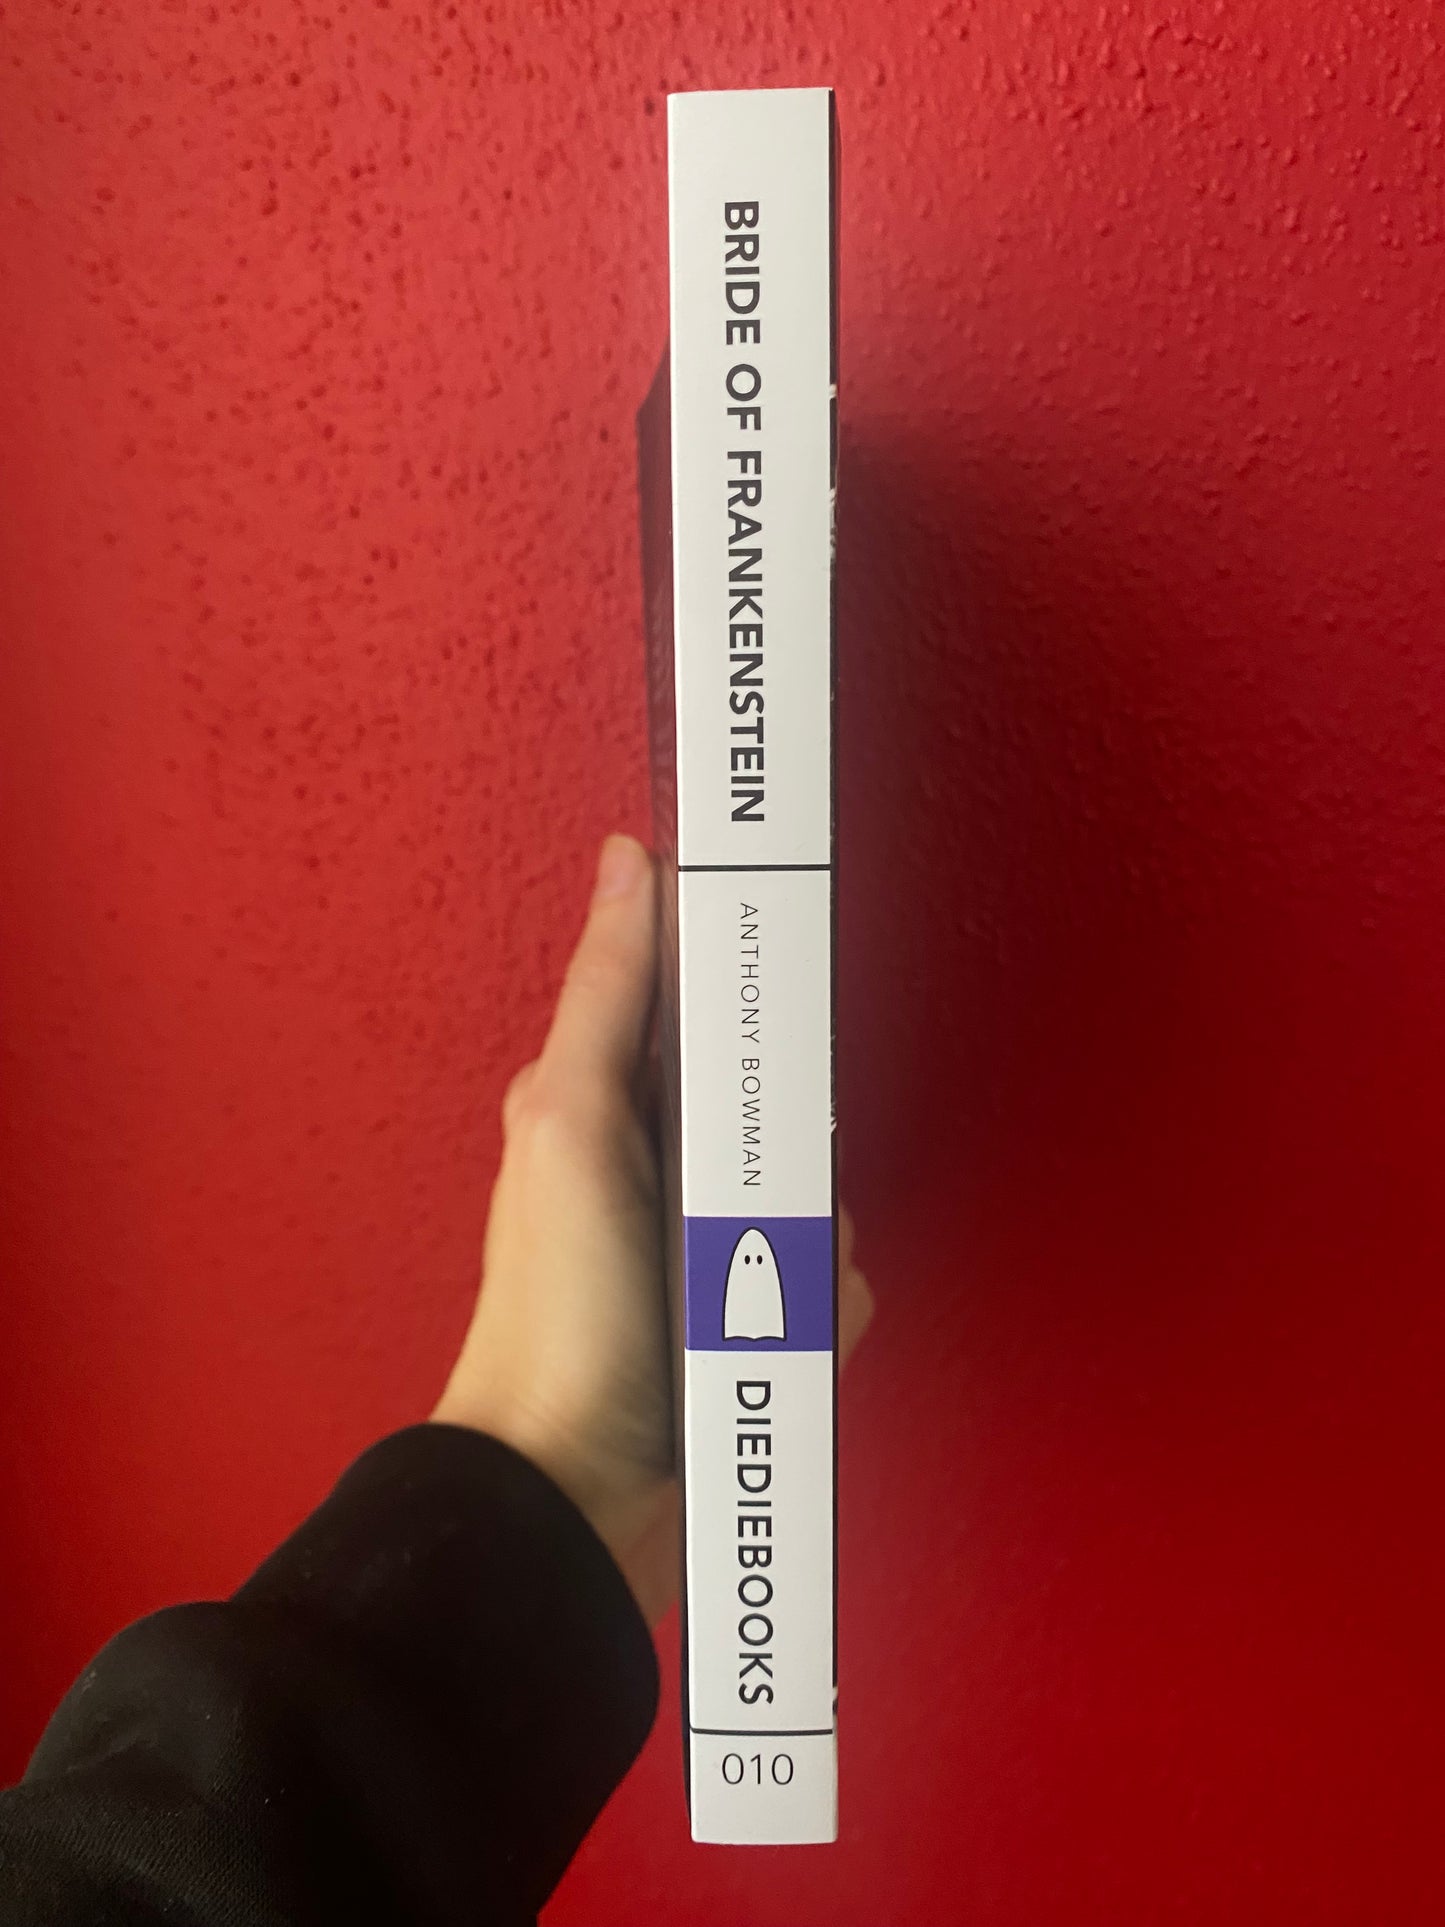 BRIDE OF FRANKENSTEIN
ANTHONY BOWMAN
DIEDIEBOOKS
010